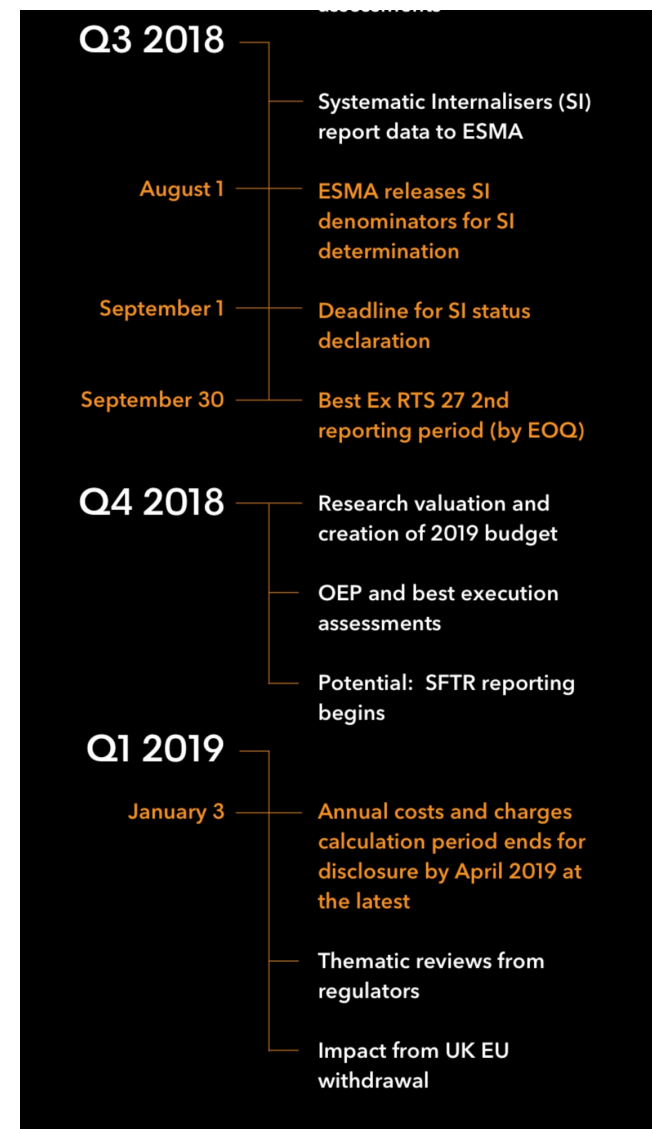 Q3 2018
Systematic Internalisers (SI)
report data to ESMA
August 1
ESMA releases SI
denominators for SI
determination
September 1
Deadline for SI status
declaration
September 30
Best Ex RTS 27 2nd
reporting period (by EOQ)
Q4 2018
Research valuation and
creation of 2019 budget
OEP and best execution
assessments
Potential:  SFTR reporting
begins
Q1 2019
January 3
Annual costs and charges
calculation period ends for
disclosure by April 2019 at
the latest
Thematic reviews from
regulators
Impact from UK EU
withdrawal